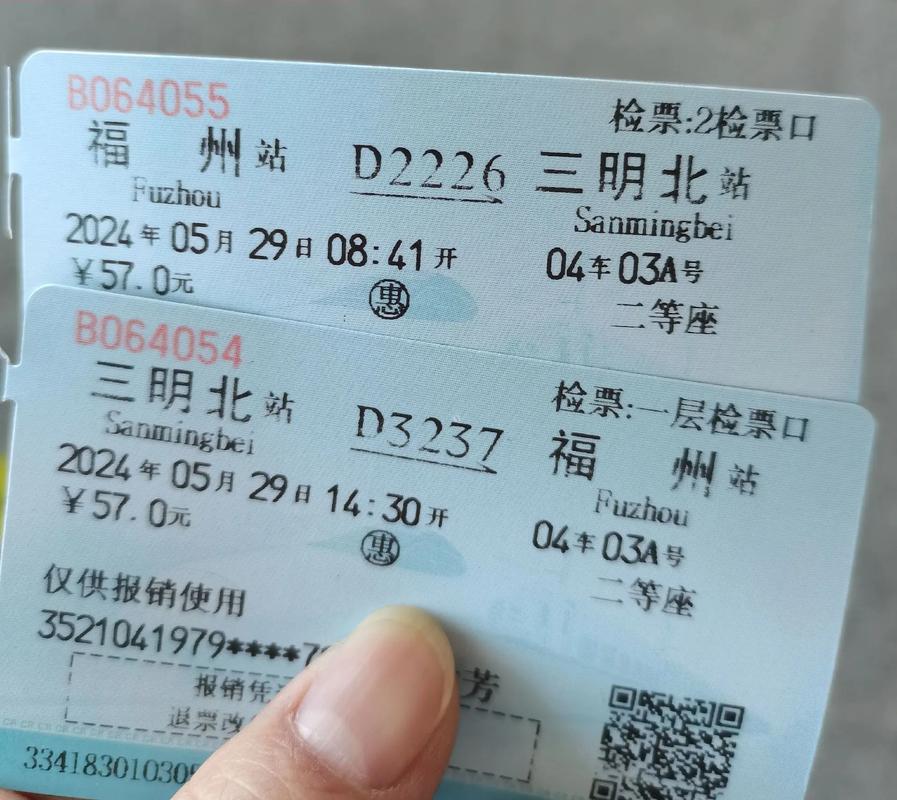 B064055
检票:2检票口
福州站 D2226 三明北站
Fuzhou Sanmingbei
2024年05月29日08:41开 04车03A号
￥57.0元 惠 二等座
B064054
检票:一层检票口
三明北站 D3237 福州站
Sanmingbei Fuzhou
2024年05月29日14:30开 04车03A号
￥57.0元 惠 二等座
仅供报销使用
3521041979****7 芳
报销凭
退票改
33418301030